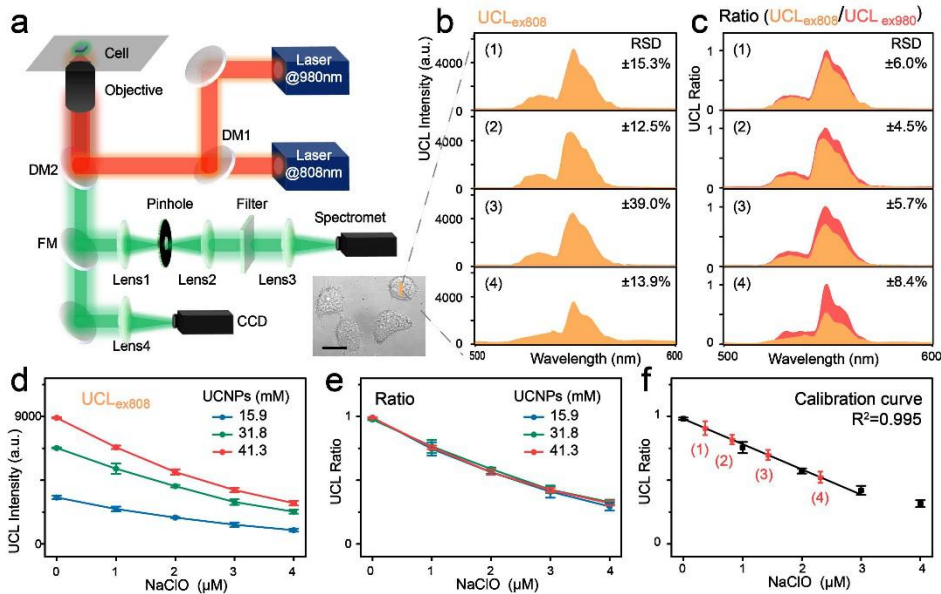 a
Cell
Objective
Laser
@980nm
DM1
Laser
@808nm
DM2
Pinhole
Filter
Spectromet
FM
Lens1
Lens2
Lens3
CCD
Lens4
b
UCLex808
UCL Intensity (a.u.)
(1)
RSD
±15.3%
4000
0
(2)
±12.5%
4000
0
(3)
±39.0%
4000
0
(4)
±13.9%
4000
0
500
Wavelength (nm)
600
c
Ratio (UCLex808/UCL ex980)
UCL Ratio
(1)
RSD
±6.0%
1
0
(2)
±4.5%
1
0
(3)
±5.7%
1
0
(4)
±8.4%
1
0
500
Wavelength (nm)
600
d
UCLex808
UCNPs (mM)
15.9
31.8
41.3
9000
0
UCL Intensity (a.u.)
0 1 2 3 4
NaClO (μM)
e
Ratio
UCNPs (mM)
15.9
31.8
41.3
1
0
UCL Ratio
0 1 2 3 4
NaClO (μM)
f
Calibration curve
R²=0.995
(1)
(2)
(3)
(4)
1
0
UCL Ratio
0 1 2 3 4
NaClO (μM)